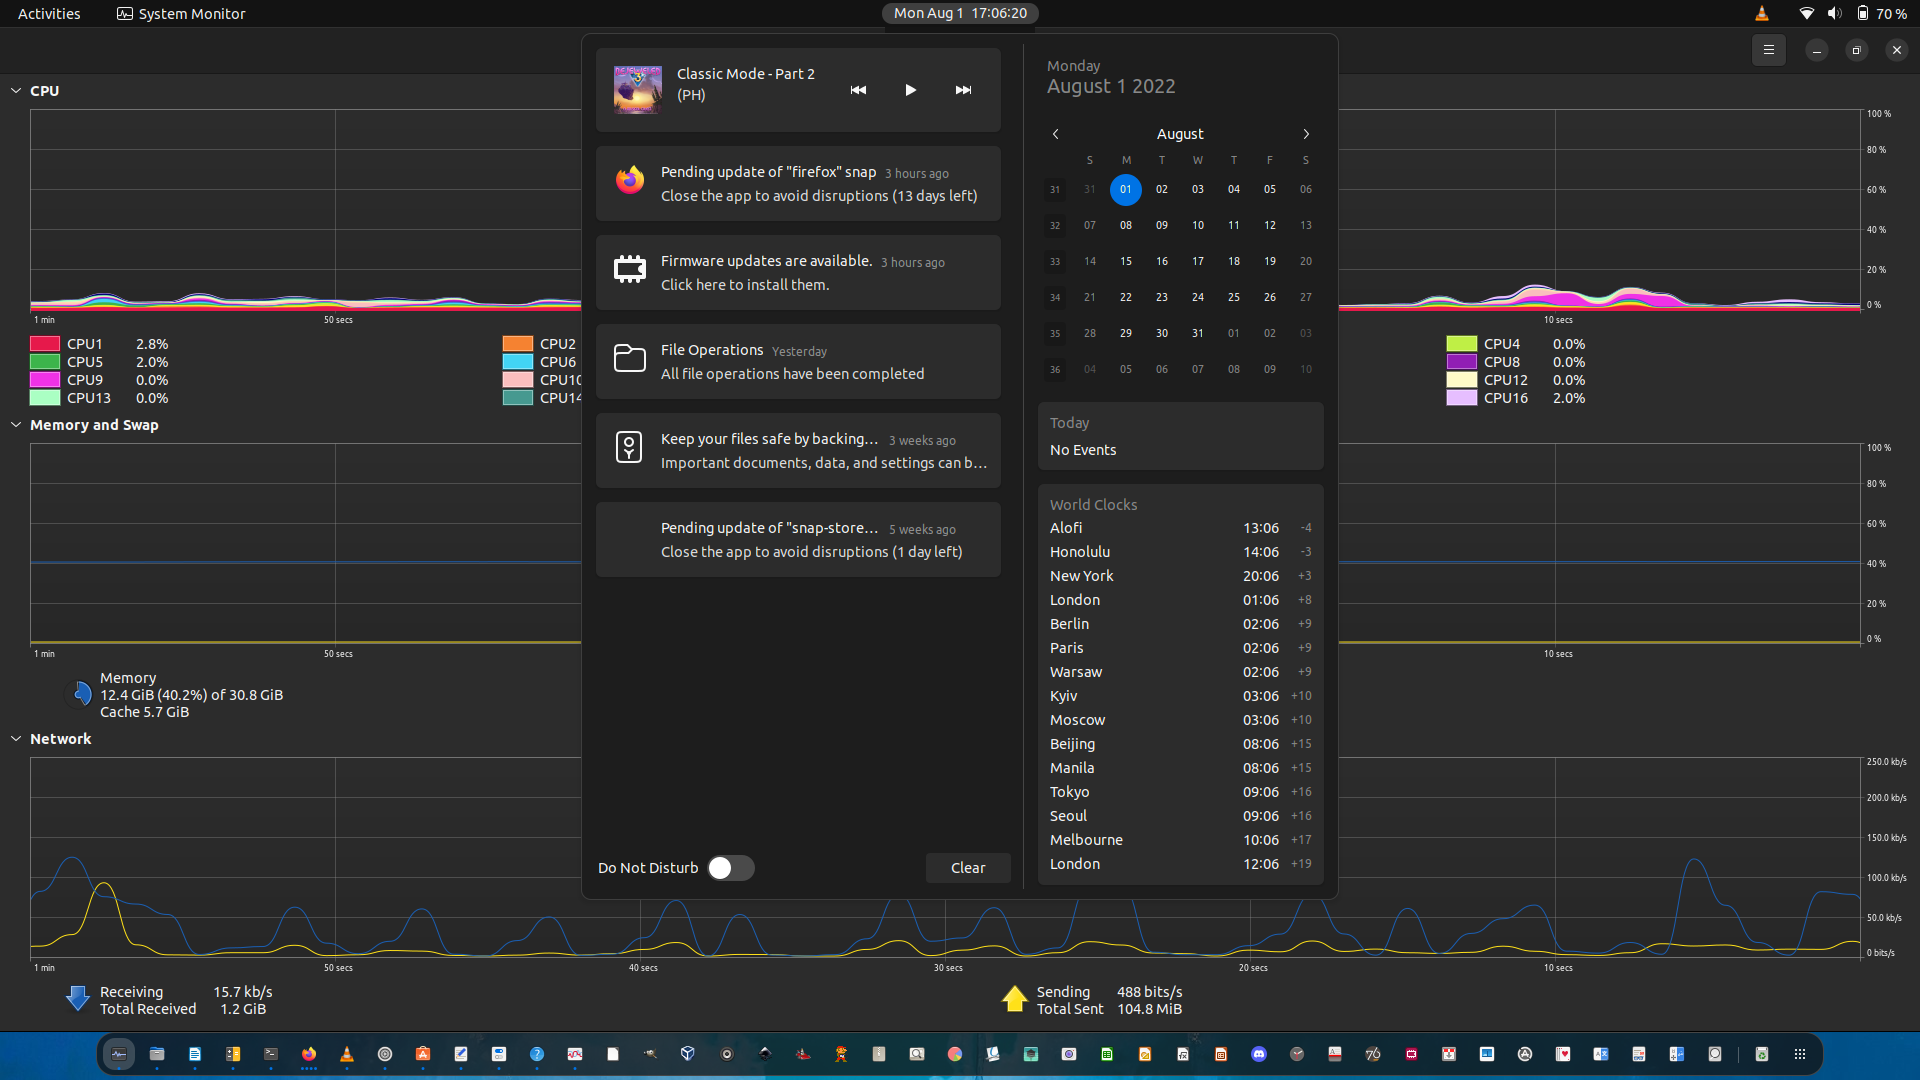 Activities
System Monitor
Mon Aug 1 17:06:20
70 %
Classic Mode - Part 2
(PH)
Pending update of "firefox" snap 3 hours ago
Close the app to avoid disruptions (13 days left)
Firmware updates are available. 3 hours ago
Click here to install them.
File Operations Yesterday
All file operations have been completed
Keep your files safe by backing… 3 weeks ago
Important documents, data, and settings can b…
Pending update of "snap-store… 5 weeks ago
Close the app to avoid disruptions (1 day left)
Do Not Disturb
Clear
Monday
August 1 2022
August
S M T W T F S
31 31 01 02 03 04 05 06
32 07 08 09 10 11 12 13
33 14 15 16 17 18 19 20
34 21 22 23 24 25 26 27
35 28 29 30 31 01 02 03
36 04 05 06 07 08 09 10
Today
No Events
World Clocks
Alofi 13:06 -4
Honolulu 14:06 -3
New York 20:06 +3
London 01:06 +8
Berlin 02:06 +9
Paris 02:06 +9
Warsaw 02:06 +9
Kyiv 03:06 +10
Moscow 03:06 +10
Beijing 08:06 +15
Manila 08:06 +15
Tokyo 09:06 +16
Seoul 09:06 +16
Melbourne 10:06 +17
London 12:06 +19
CPU
100 %
80 %
60 %
40 %
20 %
0 %
1 min 50 secs 10 secs
CPU1 2.8% CPU2 CPU4 0.0%
CPU5 2.0% CPU6 CPU8 0.0%
CPU9 0.0% CPU10 CPU12 0.0%
CPU13 0.0% CPU14 CPU16 2.0%
Memory and Swap
100 %
80 %
60 %
40 %
20 %
0 %
1 min 50 secs 10 secs
Memory
12.4 GiB (40.2%) of 30.8 GiB
Cache 5.7 GiB
Network
250.0 kb/s
200.0 kb/s
150.0 kb/s
100.0 kb/s
50.0 kb/s
0 bits/s
1 min 50 secs 40 secs 30 secs 20 secs 10 secs
Receiving 15.7 kb/s
Total Received 1.2 GiB
Sending 488 bits/s
Total Sent 104.8 MiB